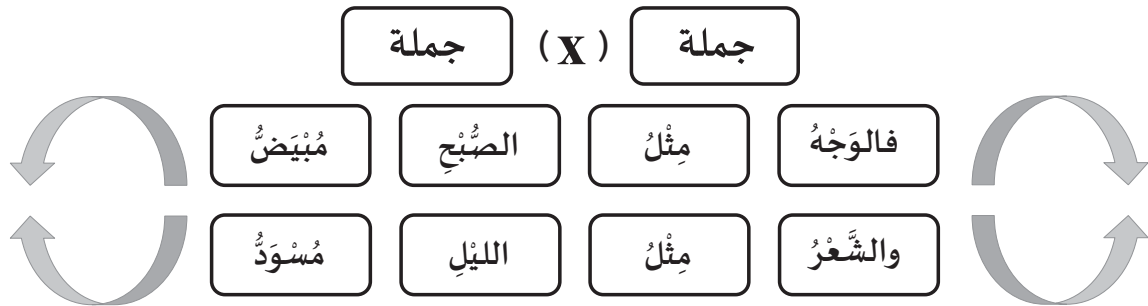 جملة (x) جملة
فالوَجْهُ مِثْلُ الصُّبْحِ مُبْيَضُّ
والشَّعْرُ مِثْلُ الليْلِ مُسْوَدُّ